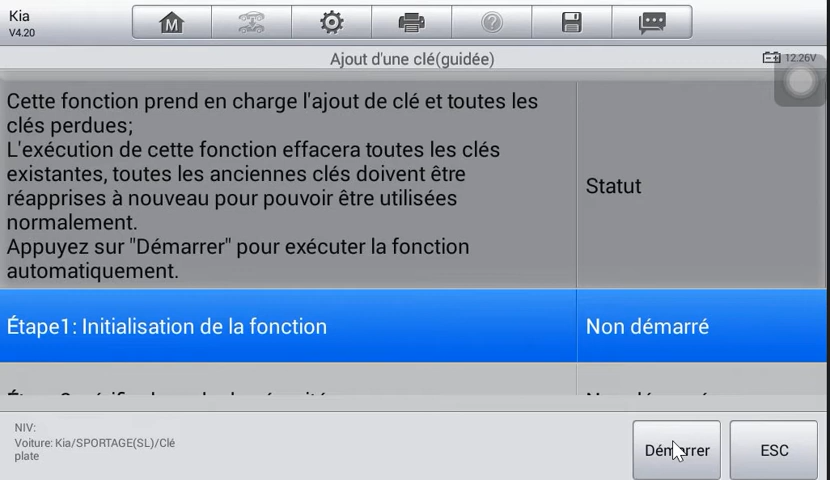 Kia
V4.20
M
Ajout d'une clé(guidée)
12.26V
Cette fonction prend en charge l'ajout de clé et toutes les
clés perdues;
L'exécution de cette fonction effacera toutes les clés
existantes, toutes les anciennes clés doivent être
réapprises à nouveau pour pouvoir être utilisées
normalement.
Appuyez sur "Démarrer" pour exécuter la fonction
automatiquement.
Statut
Étape1: Initialisation de la fonction
Non démarré
NIV:
Voiture: Kia/SPORTAGE(SL)/Clé
plate
Démarrer
ESC